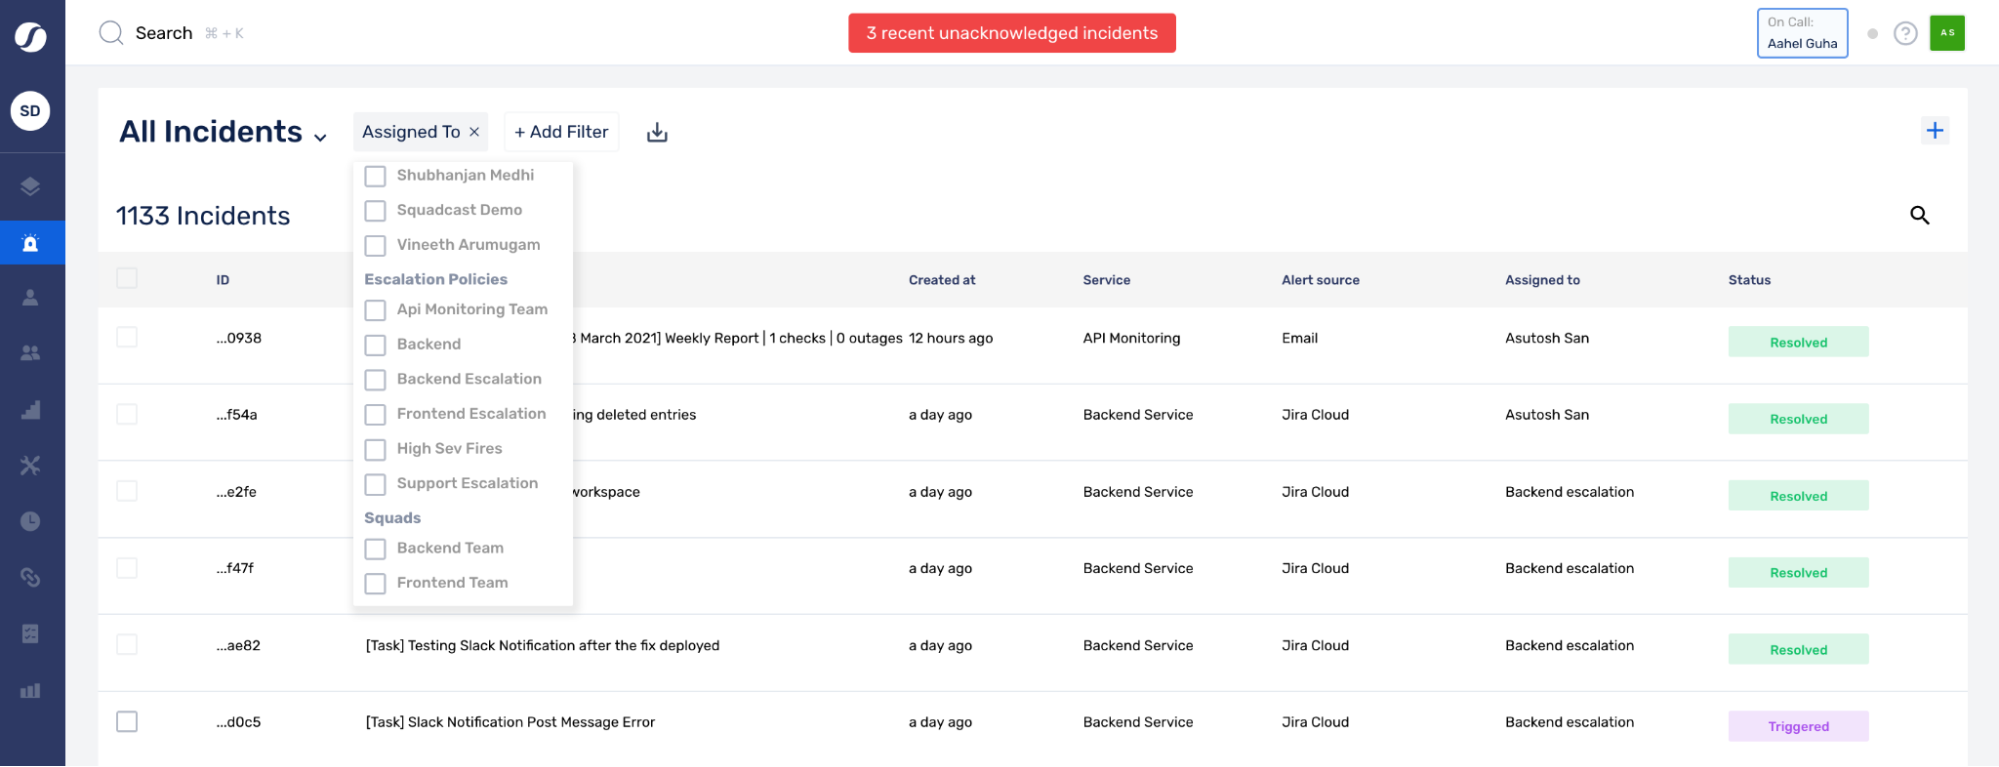 Search ⌘ + K
3 recent unacknowledged incidents
On Call:
Aahel Guha
?
AS
SD
All Incidents
Assigned To ×
+ Add Filter
+
1133 Incidents
Shubhanjan Medhi
Squadcast Demo
Vineeth Arumugam
Escalation Policies
Api Monitoring Team
Backend
Backend Escalation
Frontend Escalation
High Sev Fires
Support Escalation
Squads
Backend Team
Frontend Team
ID Created at Service Alert source Assigned to Status
...0938 March 2021] Weekly Report | 1 checks | 0 outages 12 hours ago API Monitoring Email Asutosh San Resolved
...f54a ing deleted entries a day ago Backend Service Jira Cloud Asutosh San Resolved
...e2fe workspace a day ago Backend Service Jira Cloud Backend escalation Resolved
...f47f a day ago Backend Service Jira Cloud Backend escalation Resolved
...ae82 [Task] Testing Slack Notification after the fix deployed a day ago Backend Service Jira Cloud Backend escalation Resolved
...d0c5 [Task] Slack Notification Post Message Error a day ago Backend Service Jira Cloud Backend escalation Triggered